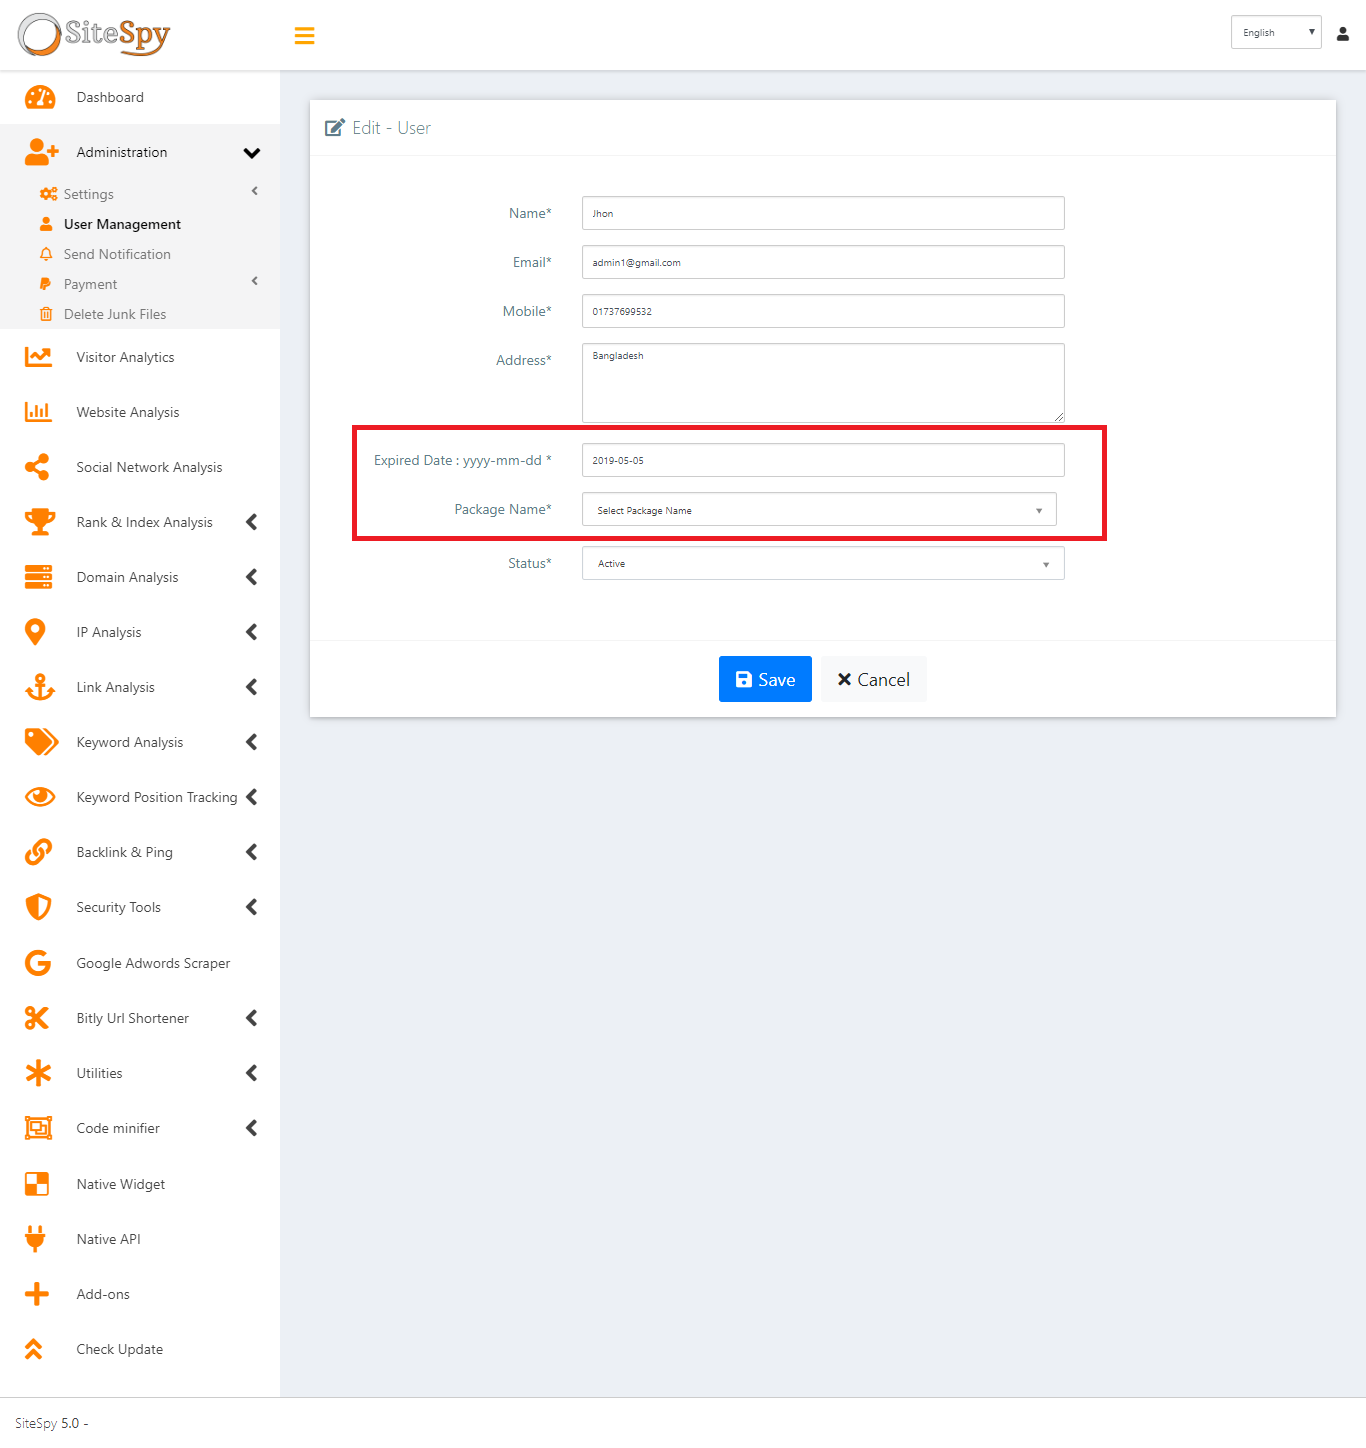 SiteSpy
English
Dashboard
Administration
Settings
User Management
Send Notification
Payment
Delete Junk Files
Visitor Analytics
Website Analysis
Social Network Analysis
Rank & Index Analysis
Domain Analysis
IP Analysis
Link Analysis
Keyword Analysis
Keyword Position Tracking
Backlink & Ping
Security Tools
Google Adwords Scraper
Bitly Url Shortener
Utilities
Code minifier
Native Widget
Native API
Add-ons
Check Update
Edit - User
Name* Jhon
Email* admin1@gmail.com
Mobile* 01737699532
Address* Bangladesh
Expired Date : yyyy-mm-dd * 2019-05-05
Package Name* Select Package Name
Status* Active
Save Cancel
SiteSpy 5.0 -